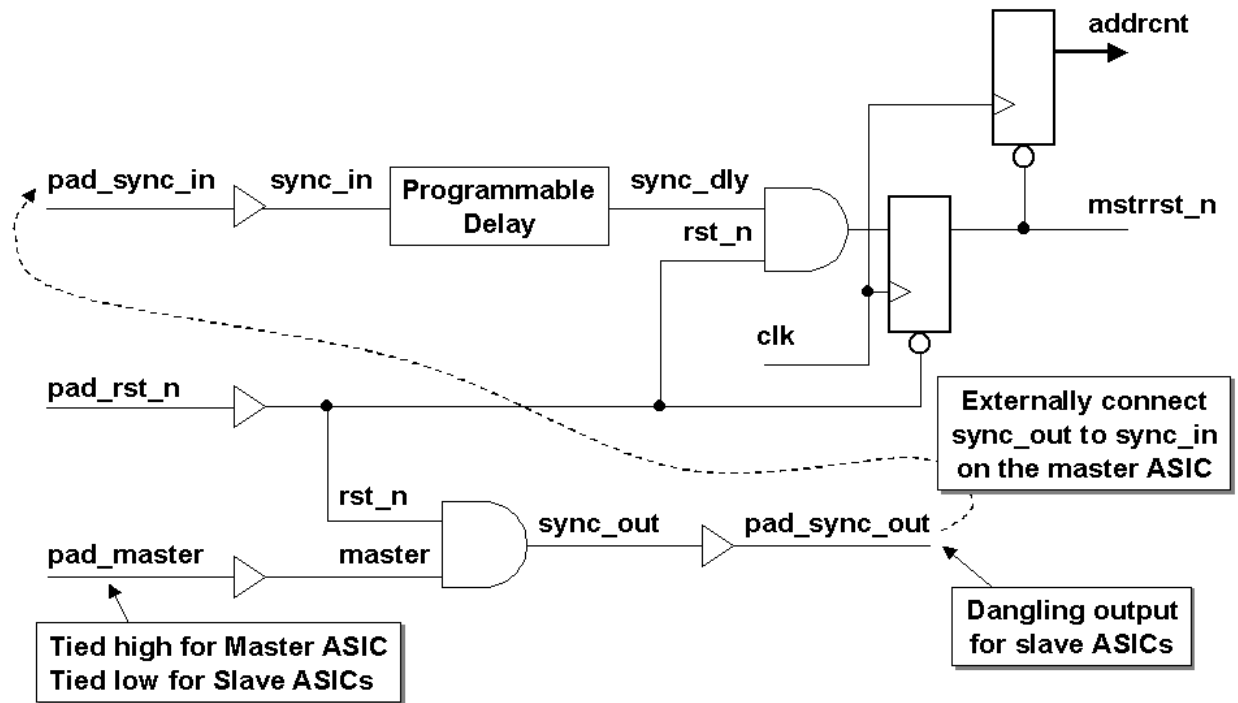 addrcnt
pad_sync_in
sync_in
Programmable
Delay
sync_dly
rst_n
mstrrst_n
clk
pad_rst_n
Externally connect
sync_out to sync_in
on the master ASIC
rst_n
sync_out
pad_sync_out
pad_master
master
Dangling output
for slave ASICs
Tied high for Master ASIC
Tied low for Slave ASICs